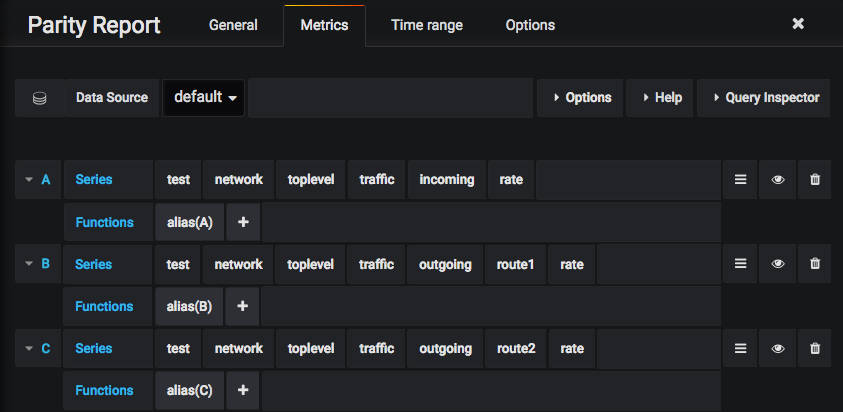 Parity Report General Metrics Time range Options
Data Source default Options Help Query Inspector
A Series test network toplevel traffic incoming rate
Functions alias(A) +
B Series test network toplevel traffic outgoing route1 rate
Functions alias(B) +
C Series test network toplevel traffic outgoing route2 rate
Functions alias(C) +